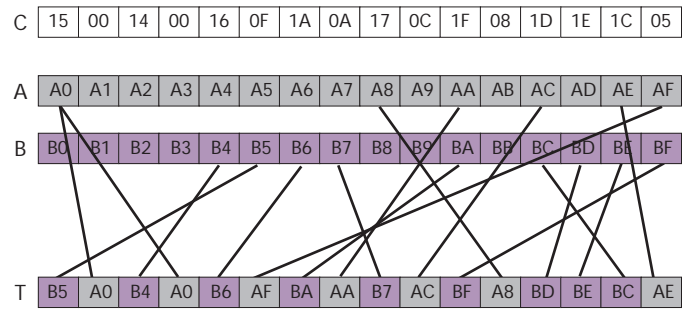 C 15 00 14 00 16 0F 1A 0A 17 0C 1F 08 1D 1E 1C 05
A A0 A1 A2 A3 A4 A5 A6 A7 A8 A9 AA AB AC AD AE AF
B B0 B1 B2 B3 B4 B5 B6 B7 B8 B9 BA BB BC BD BE BF
T B5 A0 B4 A0 B6 AF BA AA B7 AC BF A8 BD BE BC AE